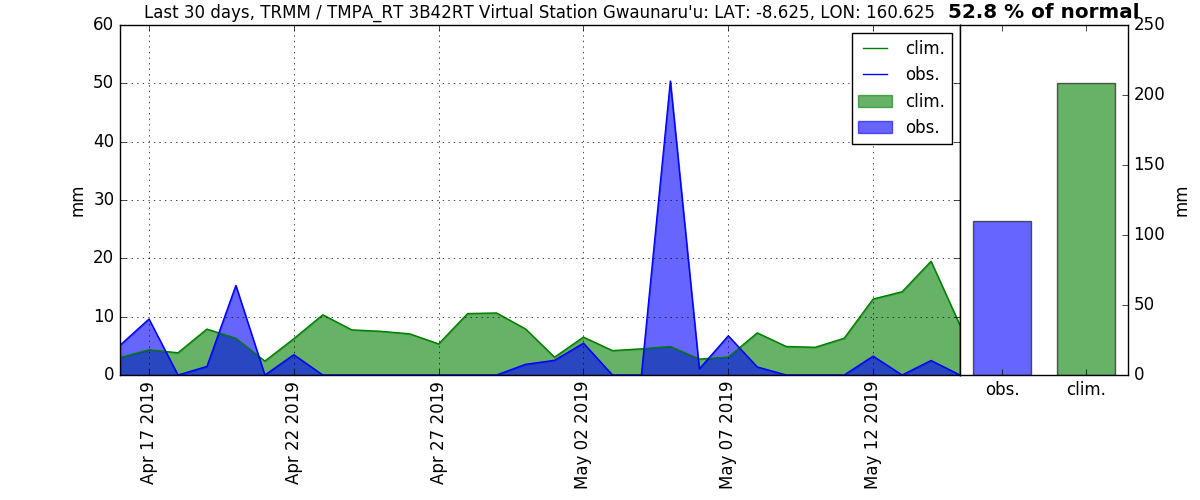 Last 30 days, TRMM / TMPA_RT 3B42RT Virtual Station Gwaunaru'u: LAT: -8.625, LON: 160.625
52.8 % of normal
60
50
40
30
20
10
0
mm
clim.
obs.
clim.
obs.
Apr 17 2019
Apr 22 2019
Apr 27 2019
May 02 2019
May 07 2019
May 12 2019
250
200
150
100
50
0
mm
obs.
clim.